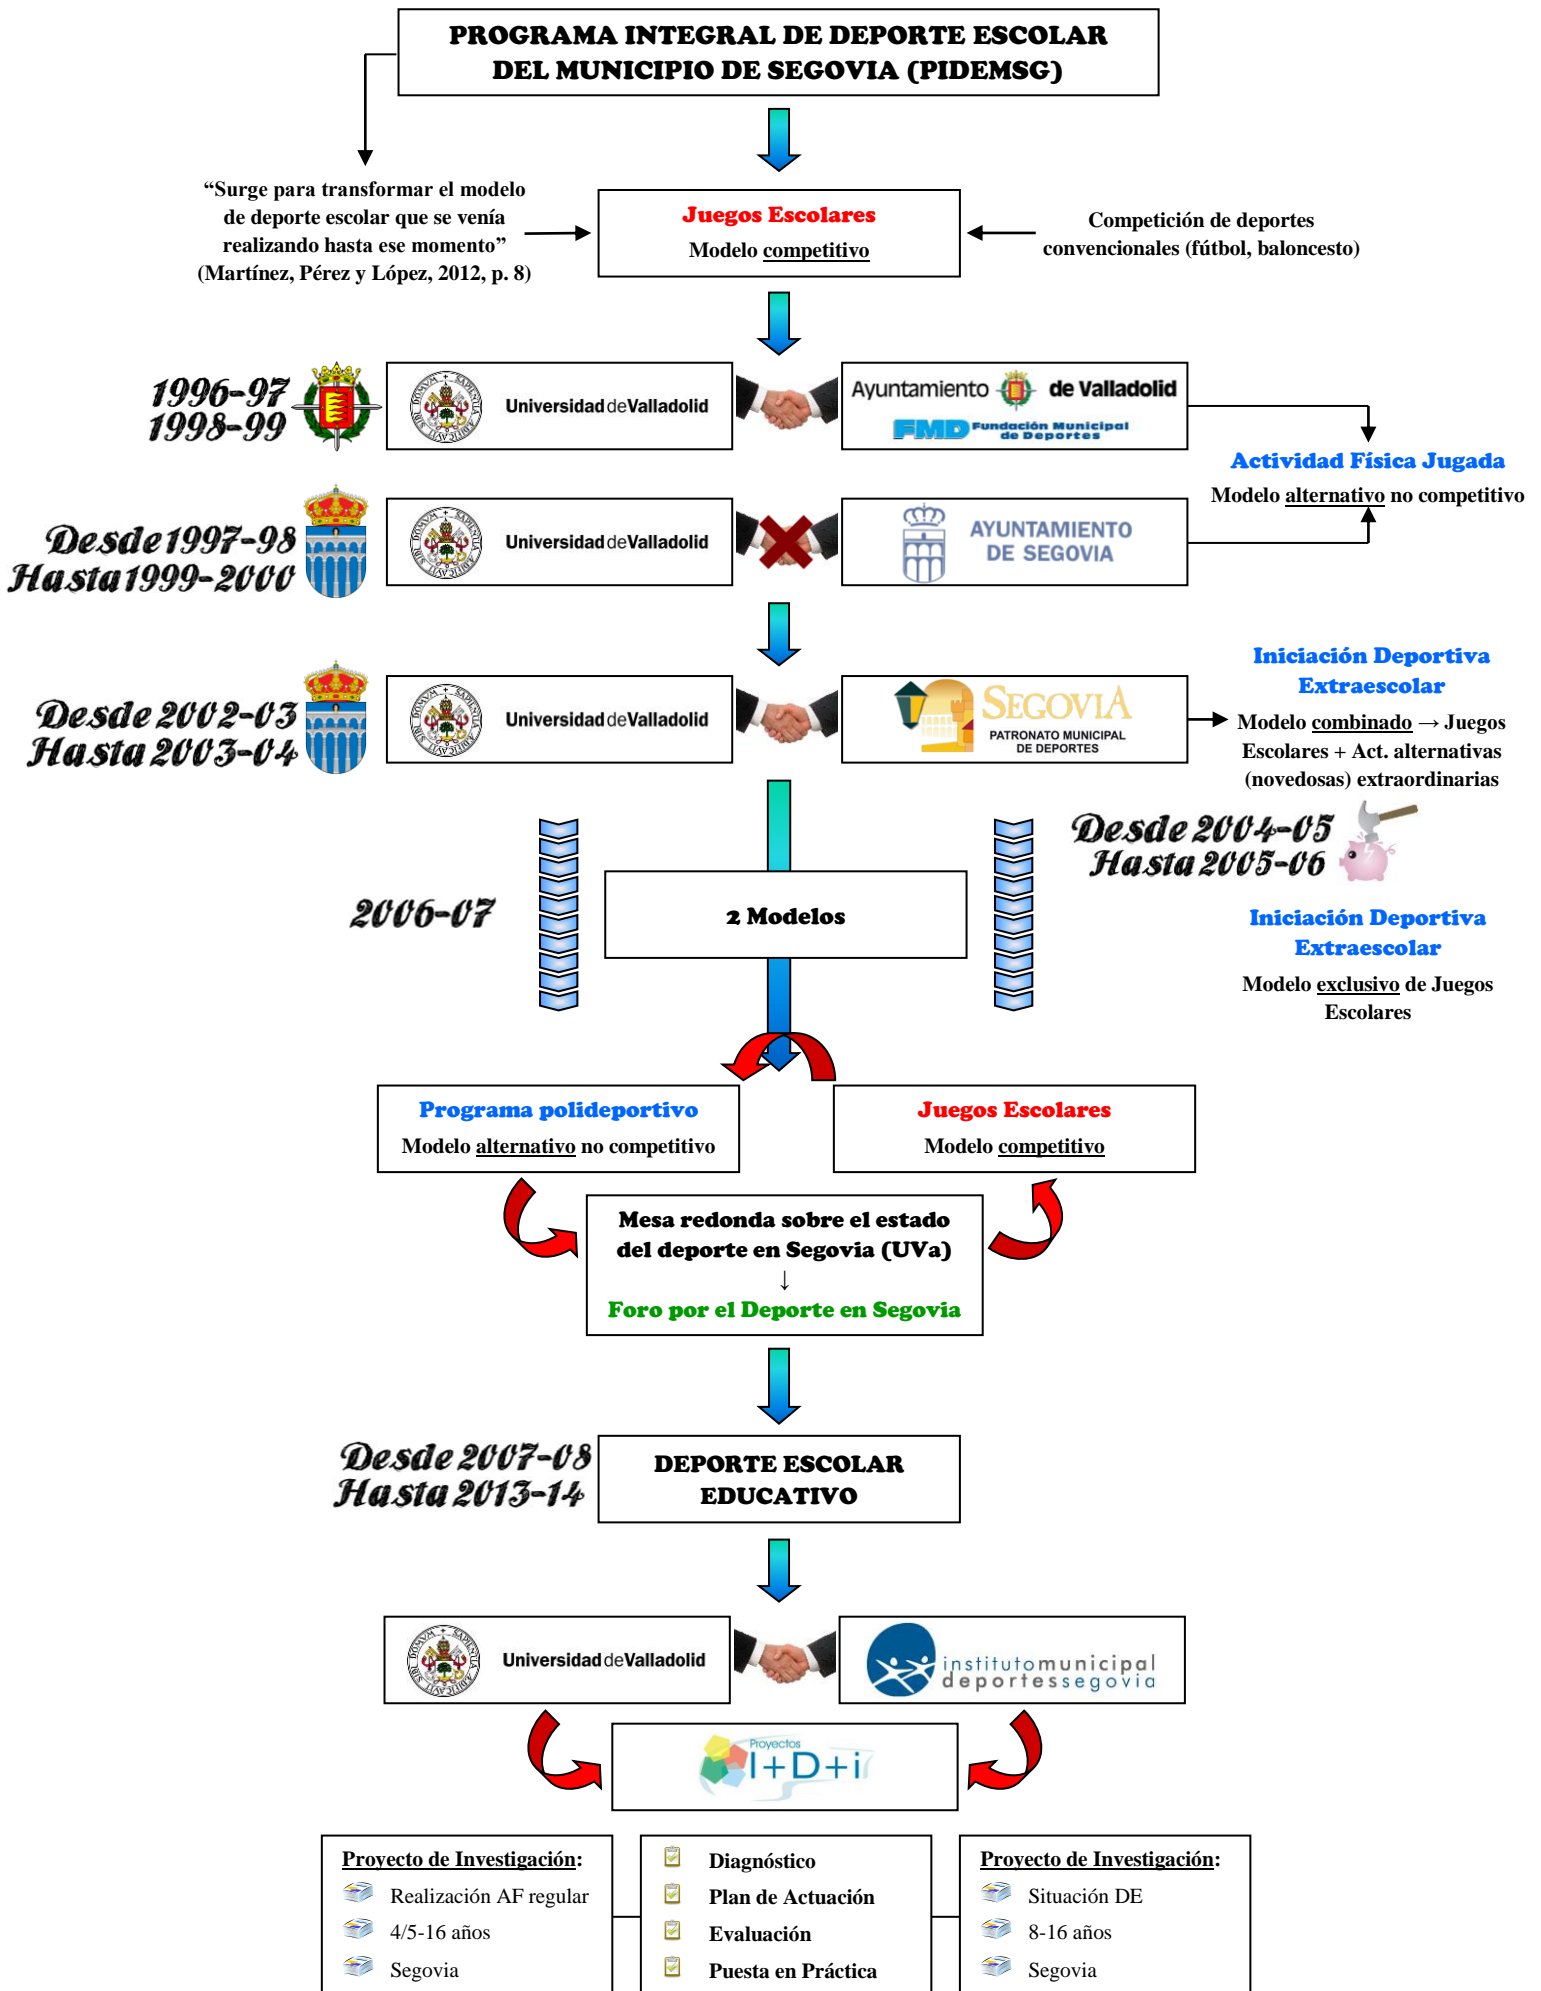 PROGRAMA INTEGRAL DE DEPORTE ESCOLAR
DEL MUNICIPIO DE SEGOVIA (PIDEMSG)
“Surge para transformar el modelo
de deporte escolar que se venía
realizando hasta ese momento”
(Martínez, Pérez y López, 2012, p. 8)
Juegos Escolares
Modelo competitivo
Competición de deportes
convencionales (fútbol, baloncesto)
1996-97
1998-99
Universidad de Valladolid
Ayuntamiento de Valladolid
FMD Fundación Municipal
de Deportes
Actividad Física Jugada
Modelo alternativo no competitivo
Desde 1997-98
Hasta 1999-2000
Universidad de Valladolid
AYUNTAMIENTO
DE SEGOVIA
Desde 2002-03
Hasta 2003-04
Universidad de Valladolid
SEGOVIA
PATRONATO MUNICIPAL
DE DEPORTES
Iniciación Deportiva
Extraescolar
Modelo combinado → Juegos
Escolares + Act. alternativas
(novedosas) extraordinarias
Desde 2004-05
Hasta 2005-06
Iniciación Deportiva
Extraescolar
Modelo exclusivo de Juegos
Escolares
2006-07
2 Modelos
Programa polideportivo
Modelo alternativo no competitivo
Juegos Escolares
Modelo competitivo
Mesa redonda sobre el estado
del deporte en Segovia (UVa)
↓
Foro por el Deporte en Segovia
Desde 2007-08
Hasta 2013-14
DEPORTE ESCOLAR
EDUCATIVO
Universidad de Valladolid
instituto municipal
deportes segovia
Proyectos
I+D+i
Proyecto de Investigación:
Realización AF regular
4/5-16 años
Segovia
Diagnóstico
Plan de Actuación
Evaluación
Puesta en Práctica
Proyecto de Investigación:
Situación DE
8-16 años
Segovia